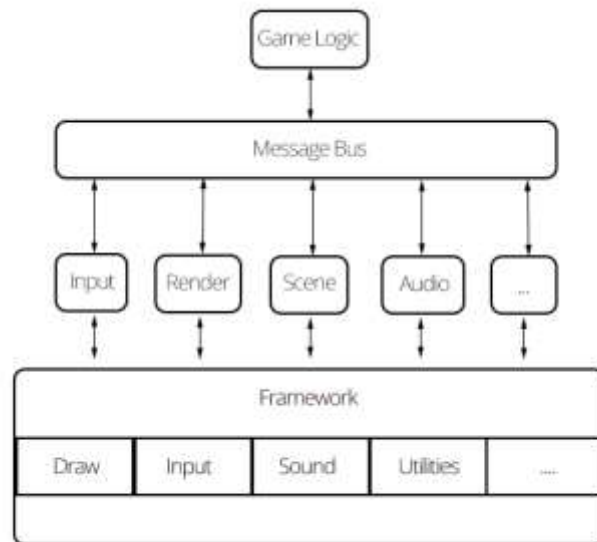 Game Logic
Message Bus
Input Render Scene Audio ...
Framework
Draw Input Sound Utilities ....